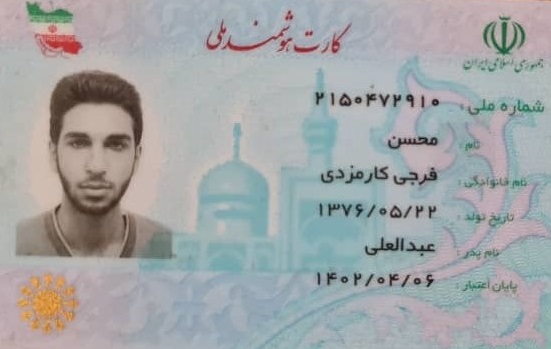 کارت هوشمند ملی
جمهوری اسلامی ایران
شماره ملی: ۲۱۵۰۴۷۲۹۱۰
نام: محسن
نام خانوادگی: فرجی کارمزدی
تاریخ تولد: ۱۳۷۶/۰۵/۲۲
نام پدر: عبدالعلی
پایان اعتبار: ۱۴۰۲/۰۴/۰۶